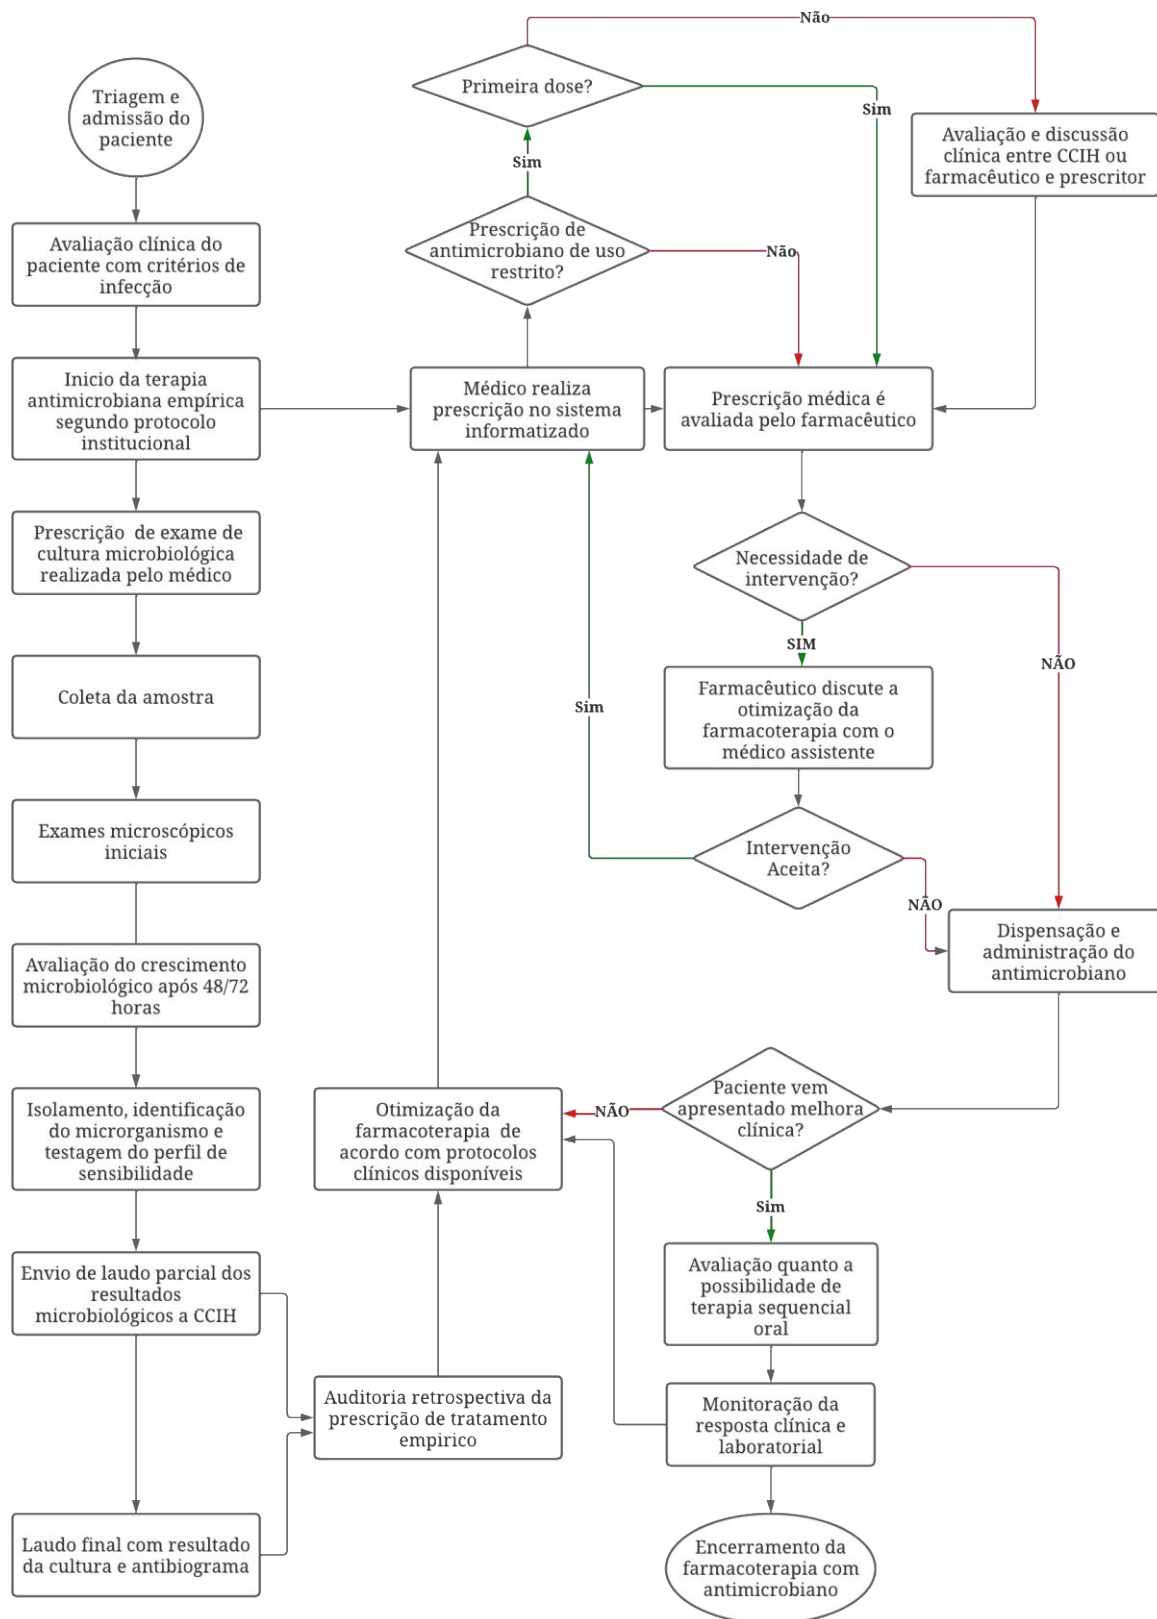 Triagem e
admissão do
paciente
Avaliação clínica do
paciente com critérios de
infecção
Inicio da terapia
antimicrobiana empírica
segundo protocolo
institucional
Prescrição de exame de
cultura microbiológica
realizada pelo médico
Coleta da amostra
Exames microscópicos
iniciais
Avaliação do crescimento
microbiológico após 48/72
horas
Isolamento, identificação
do microrganismo e
testagem do perfil de
sensibilidade
Envio de laudo parcial dos
resultados
microbiológicos a CCIH
Laudo final com resultado
da cultura e antibiograma
Auditoria retrospectiva da
prescrição de tratamento
empirico
Otimização da
farmacoterapia de
acordo com protocolos
clínicos disponíveis
Médico realiza
prescrição no sistema
informatizado
Prescrição de
antimicrobiano de uso
restrito?
Sim
Não
Primeira dose?
Não
Sim
Avaliação e discussão
clínica entre CCIH ou
farmacêutico e prescritor
Prescrição médica é
avaliada pelo farmacêutico
Necessidade de
intervenção?
SIM
NÃO
Farmacêutico discute a
otimização da
farmacoterapia com o
médico assistente
Intervenção
Aceita?
Sim
NÃO
Dispensação e
administração do
antimicrobiano
Paciente vem
apresentado melhora
clínica?
NÃO
Sim
Avaliação quanto a
possibilidade de
terapia sequencial
oral
Monitoração da
resposta clínica e
laboratorial
Encerramento da
farmacoterapia com
antimicrobiano